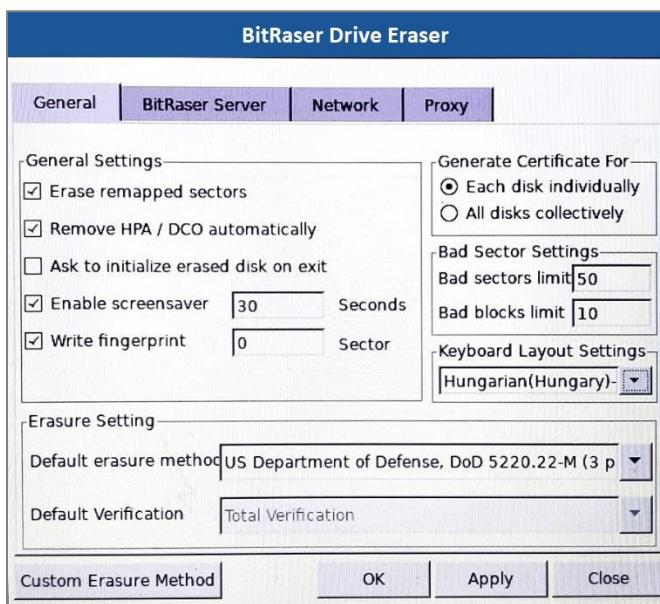 BitRaser Drive Eraser
General BitRaser Server Network Proxy
General Settings
Erase remapped sectors
Remove HPA / DCO automatically
Ask to initialize erased disk on exit
Enable screensaver 30 Seconds
Write fingerprint 0 Sector
Generate Certificate For
Each disk individually
All disks collectively
Bad Sector Settings
Bad sectors limit 50
Bad blocks limit 10
Keyboard Layout Settings
Hungarian(Hungary)-
Erasure Setting
Default erasure method US Department of Defense, DoD 5220.22-M (3 p
Default Verification Total Verification
Custom Erasure Method OK Apply Close